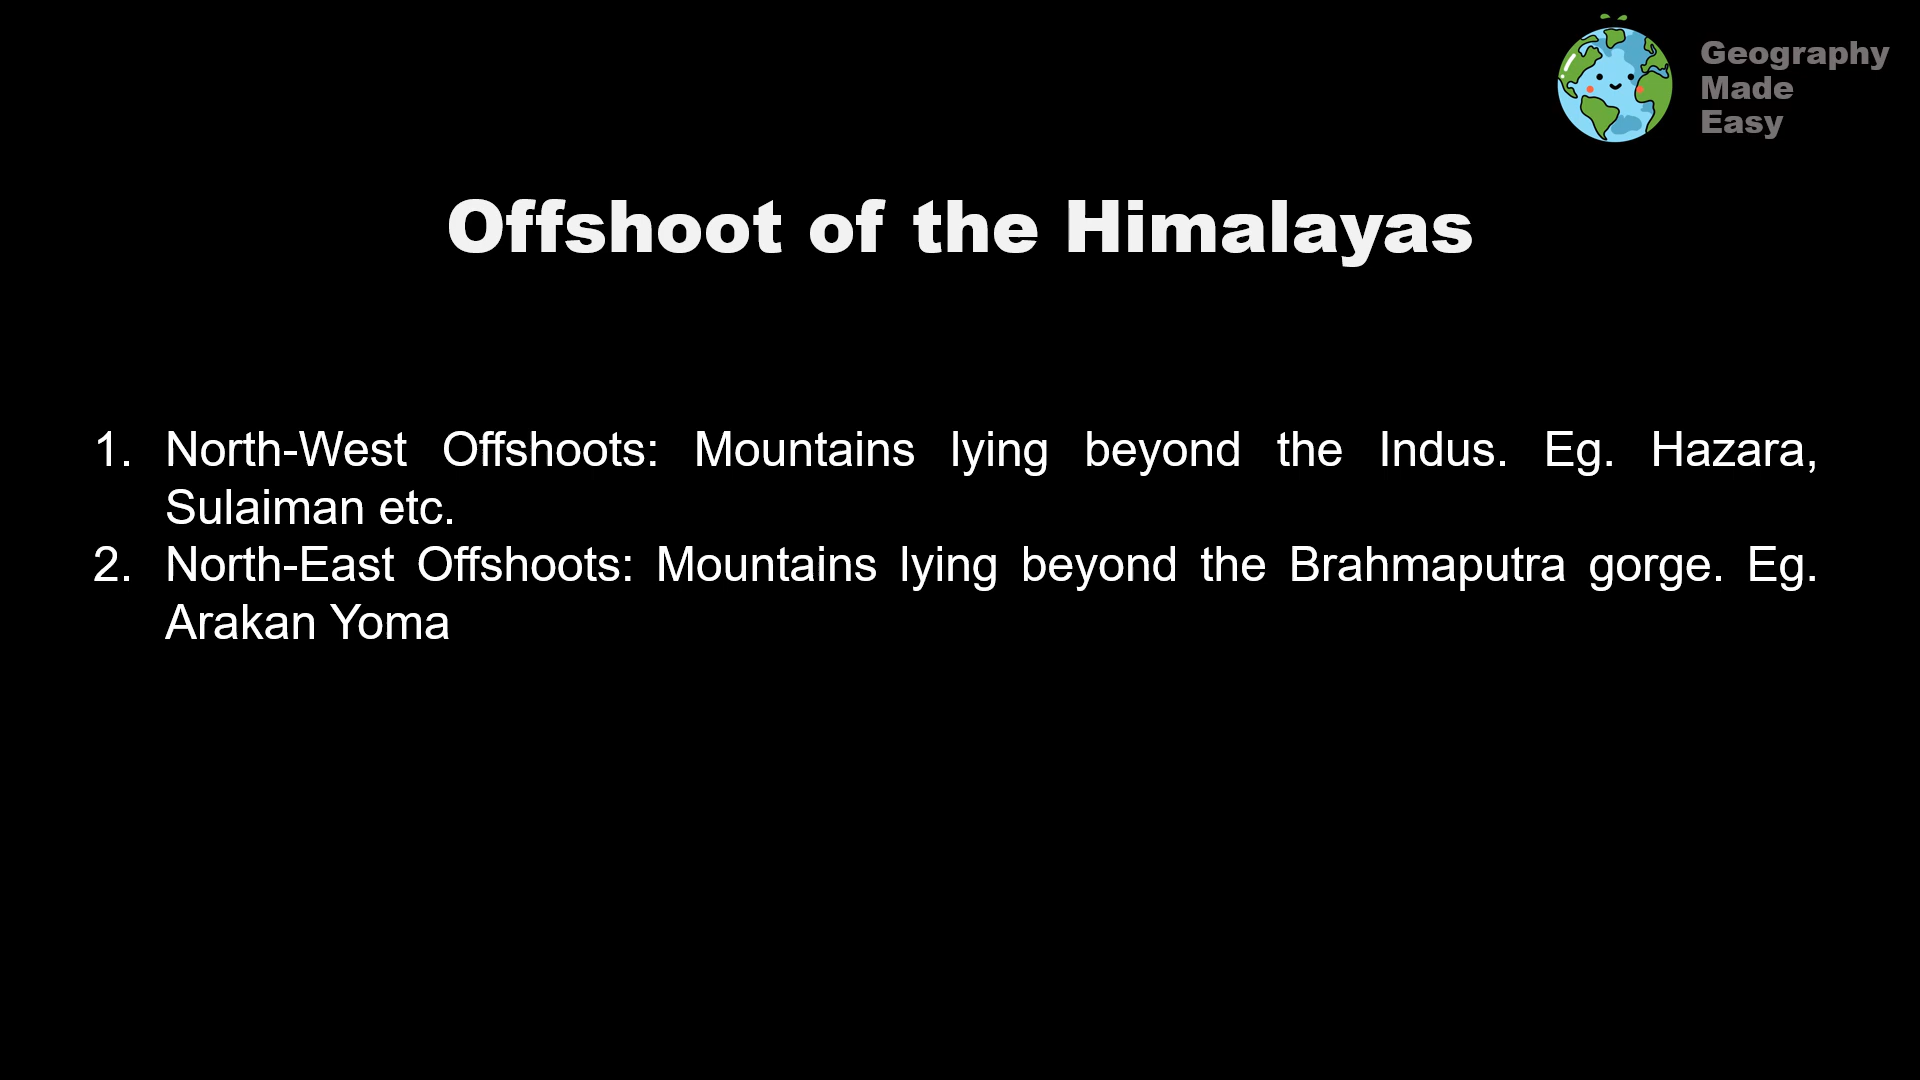 Geography
Made
Easy
Offshoot of the Himalayas
1. North-West Offshoots: Mountains lying beyond the Indus. Eg. Hazara,
Sulaiman etc.
2. North-East Offshoots: Mountains lying beyond the Brahmaputra gorge. Eg.
Arakan Yoma